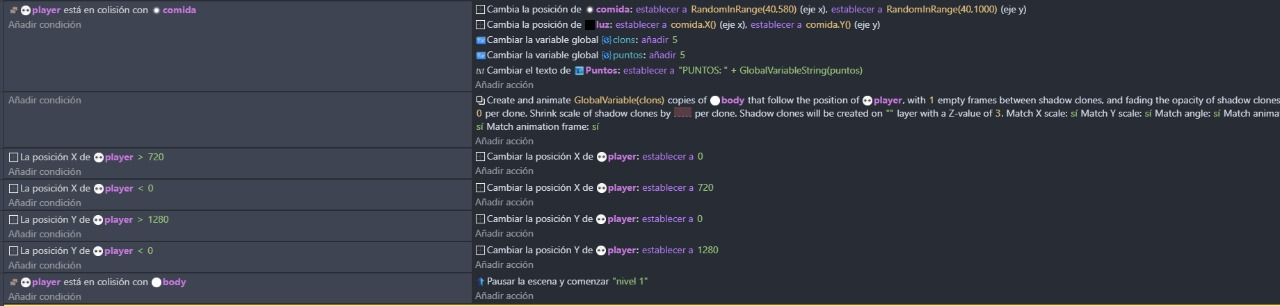 player está en colisión con comida
Añadir condición
Cambia la posición de comida: establecer a RandomInRange(40,580) (eje x), establecer a RandomInRange(40,1000) (eje y)
Cambia la posición de luz: establecer a comida.X() (eje x), establecer a comida.Y() (eje y)
Cambiar la variable global clons: añadir 5
Cambiar la variable global puntos: añadir 5
txt Cambiar el texto de Puntos: establecer a "PUNTOS: " + GlobalVariableString(puntos)
Añadir acción
Añadir condición
Create and animate GlobalVariable(clons) copies of body that follow the position of player, with 1 empty frames between shadow clones, and fading the opacity of shadow clones
0 per clone. Shrink scale of shadow clones by per clone. Shadow clones will be created on "" layer with a Z-value of 3. Match X scale: sí Match Y scale: sí Match angle: sí Match anima
sí Match animation frame: sí
Añadir acción
La posición X de player > 720
Añadir condición
Cambiar la posición X de player: establecer a 0
Añadir acción
La posición X de player < 0
Añadir condición
Cambiar la posición X de player: establecer a 720
Añadir acción
La posición Y de player > 1280
Añadir condición
Cambiar la posición Y de player: establecer a 0
Añadir acción
La posición Y de player < 0
Añadir condición
Cambiar la posición Y de player: establecer a 1280
Añadir acción
player está en colisión con body
Añadir condición
Pausar la escena y comenzar "nivel 1"
Añadir acción